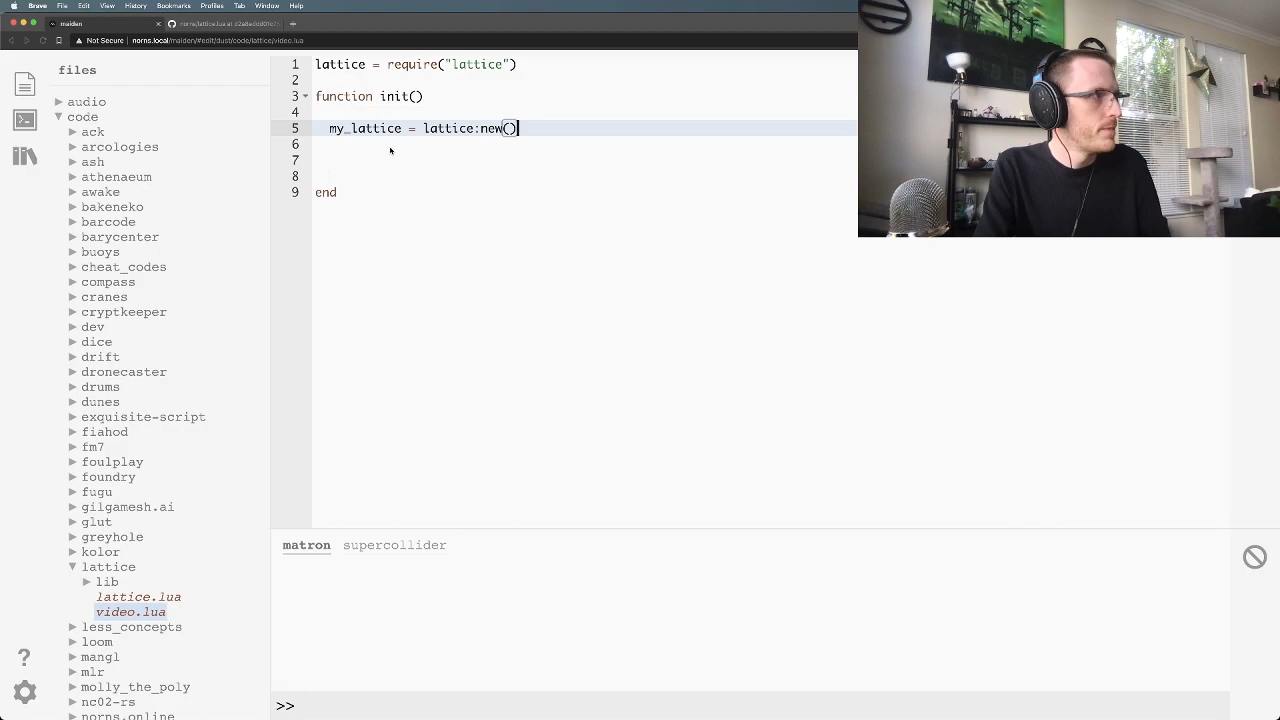 Brave File Edit View History Bookmarks Profiles Tab Window Help
maiden
Not Secure norns.local/maiden/#edit/dust/code/lattice/video.lua
files
audio
code
ack
arcologies
ash
athenaeum
awake
bakeneko
barcode
barycenter
buoys
cheat_codes
compass
cranes
cryptkeeper
dev
dice
drift
dronecaster
drums
dunes
exquisite-script
fiahod
fm7
foulplay
foundry
fugu
gilgamesh.ai
glut
greyhole
kolor
lattice
lib
lattice.lua
video.lua
less_concepts
loom
mangl
mlr
molly_the_poly
nc02-rs
norns.online
?
1 lattice = require("lattice")
2
3 function init()
4
5 my_lattice = lattice:new()
6
7
8
9 end
matron supercollider
>>